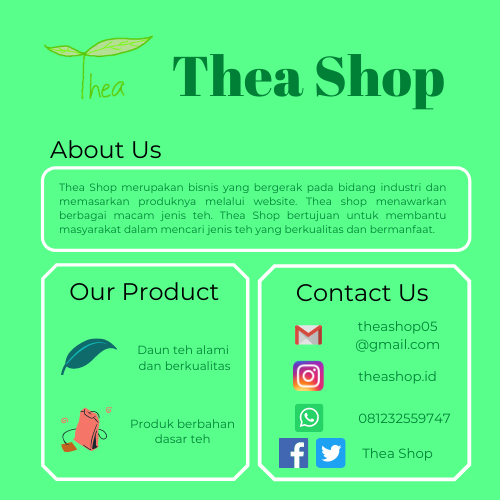 Thea
Thea Shop
About Us
Thea Shop merupakan bisnis yang bergerak pada bidang industri dan
memasarkan produknya melalui website. Thea shop menawarkan
berbagai macam jenis teh. Thea Shop bertujuan untuk membantu
masyarakat dalam mencari jenis teh yang berkualitas dan bermanfaat.
Our Product
Daun teh alami
dan berkualitas
Produk berbahan
dasar teh
Contact Us
theashop05
@gmail.com
theashop.id
081232559747
Thea Shop